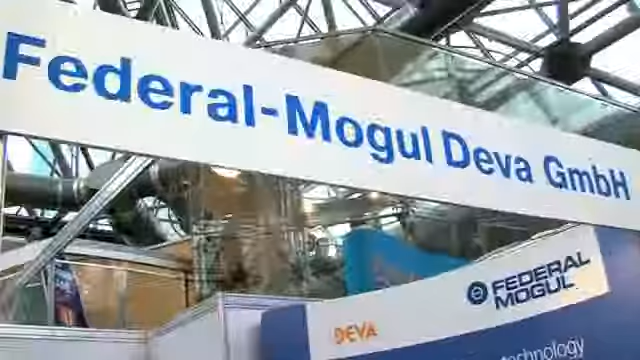 Federal-Mogul Deva GmbH
FEDERAL
MOGUL
DEVA
technology